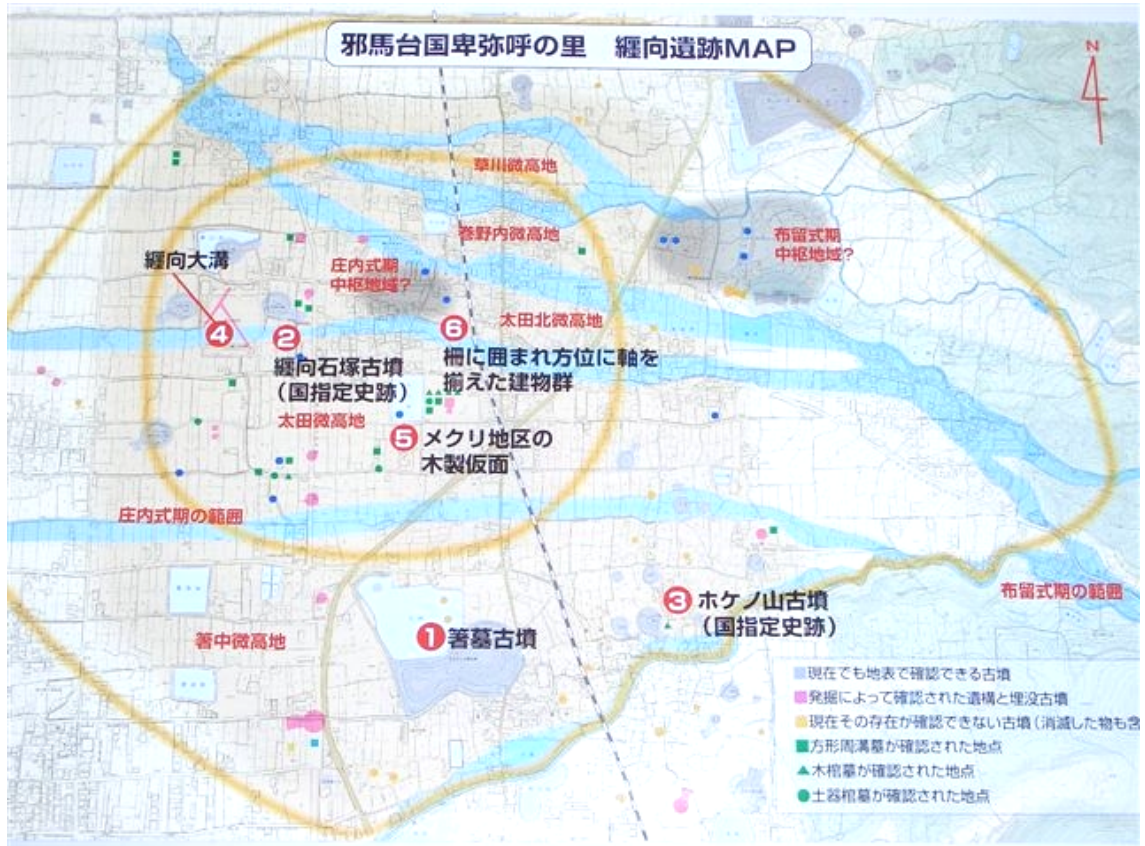 邪馬台国卑弥呼の里 纒向遺跡MAP
N
草川微高地
巻野内微高地
布留式期
中枢地域?
纒向大溝
庄内式期
中枢地域?
4
2
6
太田北微高地
纒向石塚古墳
(国指定史跡)
柵に囲まれ方位に軸を
揃えた建物群
太田微高地
5
メクリ地区の
木製仮面
庄内式期の範囲
布留式期の範囲
3 ホケノ山古墳
(国指定史跡)
箸中微高地
1 箸墓古墳
現在でも地表で確認できる古墳
発掘によって確認された遺構と埋没古墳
現在その存在が確認できない古墳(消滅した物も含
方形周溝墓が確認された地点
木棺墓が確認された地点
土器棺墓が確認された地点